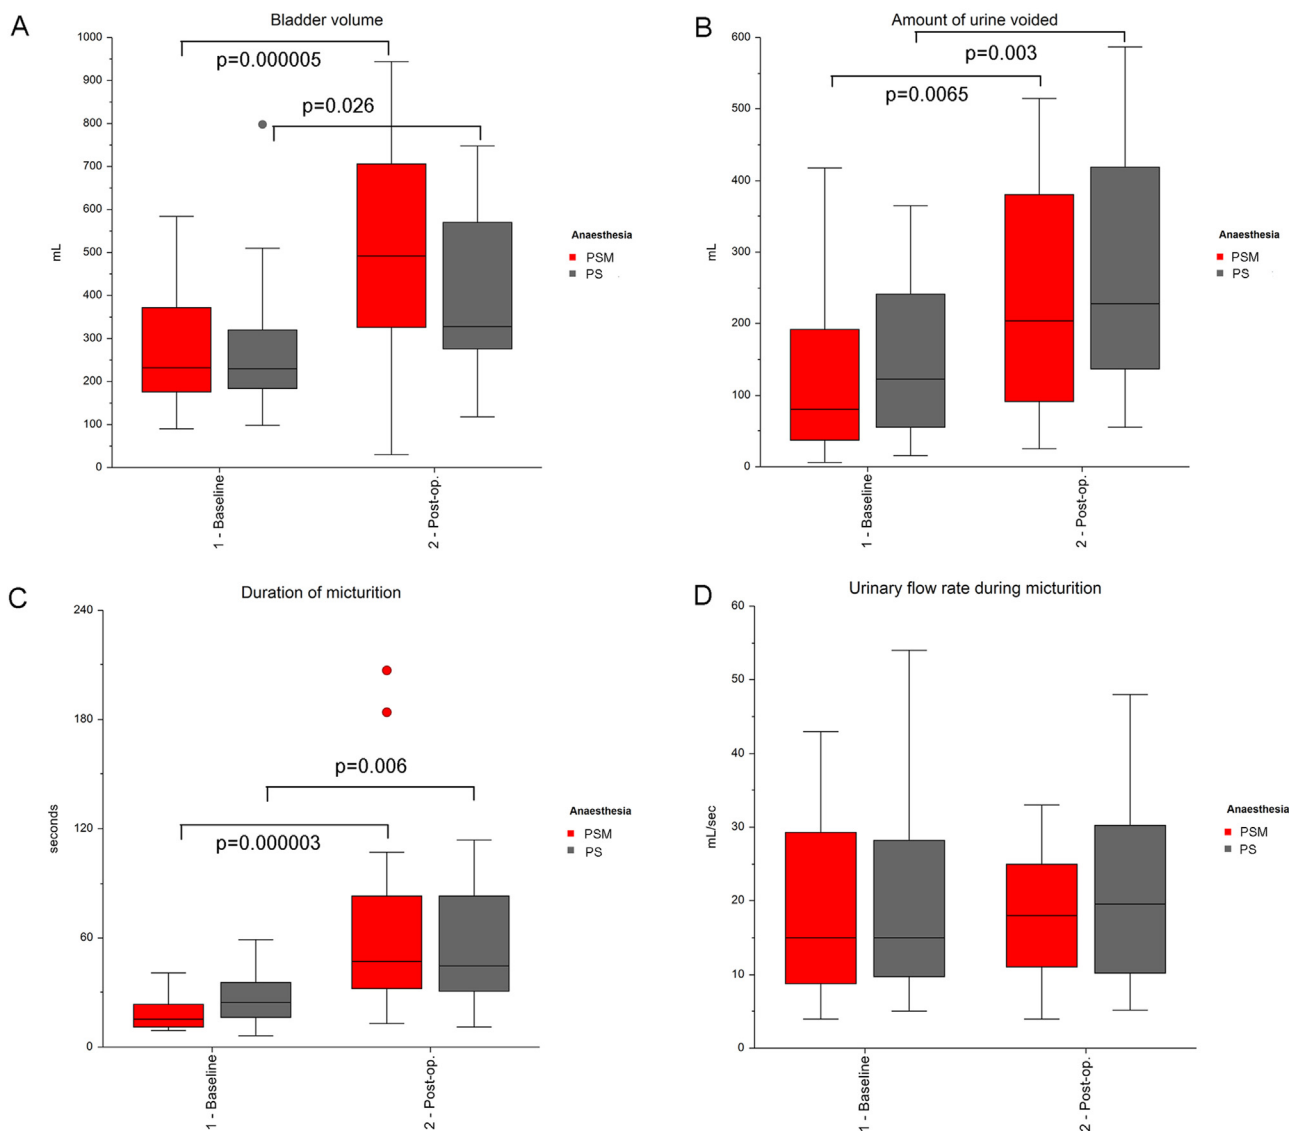 A
Bladder volume
1000
900
800
700
600
500
400
300
200
100
0
mL
p=0.000005
p=0.026
1 - Baseline
2 - Post-op.
Anaesthesia
PSM
PS
B
Amount of urine voided
600
500
400
300
200
100
0
mL
p=0.003
p=0.0065
1 - Baseline
2 - Post-op.
Anaesthesia
PSM
PS
C
Duration of micturition
240
180
120
60
0
seconds
p=0.006
p=0.000003
1 - Baseline
2 - Post-op.
Anaesthesia
PSM
PS
D
Urinary flow rate during micturition
60
50
40
30
20
10
0
mL/sec
1 - Baseline
2 - Post-op.
Anaesthesia
PSM
PS